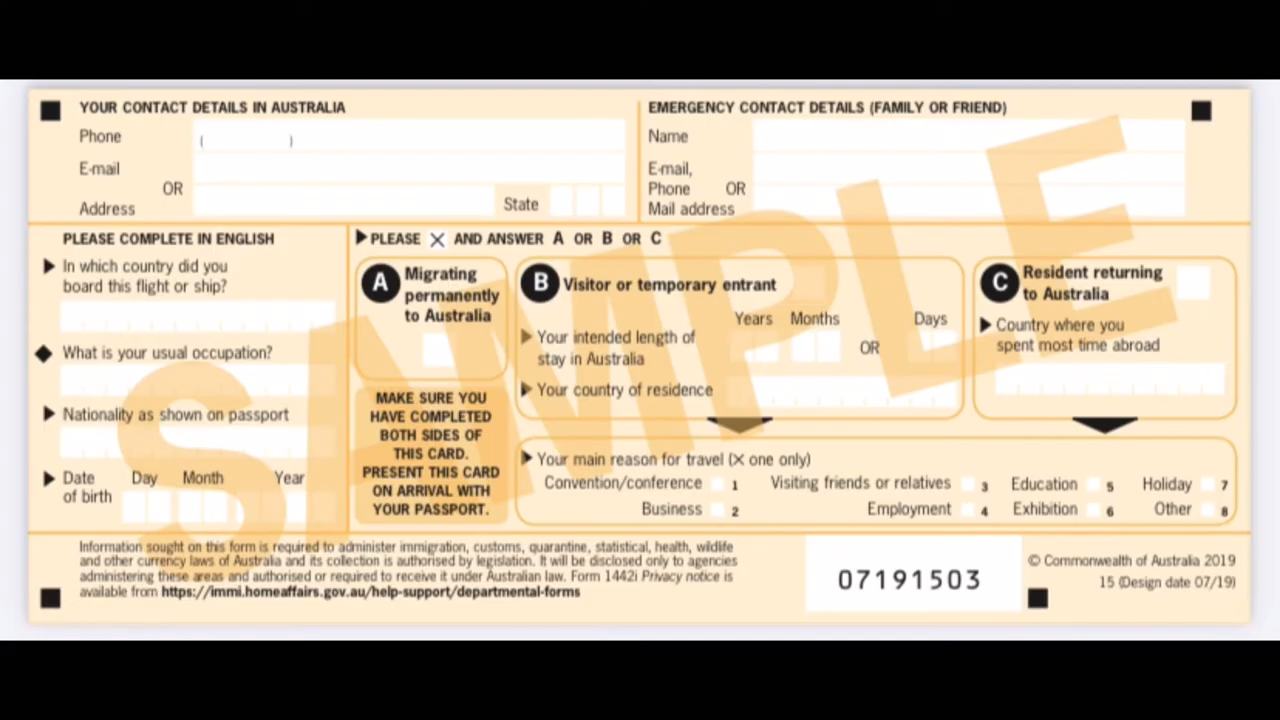 YOUR CONTACT DETAILS IN AUSTRALIA
Phone ( )
E-mail
OR
Address
State
EMERGENCY CONTACT DETAILS (FAMILY OR FRIEND)
Name
E-mail,
Phone OR
Mail address
PLEASE COMPLETE IN ENGLISH
In which country did you
board this flight or ship?
What is your usual occupation?
Nationality as shown on passport
Date Day Month Year
of birth
PLEASE X AND ANSWER A OR B OR C
A Migrating
permanently
to Australia
MAKE SURE YOU
HAVE COMPLETED
BOTH SIDES OF
THIS CARD.
PRESENT THIS CARD
ON ARRIVAL WITH
YOUR PASSPORT.
B Visitor or temporary entrant
Years Months Days
Your intended length of
stay in Australia
OR
Your country of residence
C Resident returning
to Australia
Country where you
spent most time abroad
Your main reason for travel (X one only)
Convention/conference 1 Visiting friends or relatives 3 Education 5 Holiday 7
Business 2 Employment 4 Exhibition 6 Other 8
Information sought on this form is required to administer immigration, customs, quarantine, statistical, health, wildlife
and other currency laws of Australia and its collection is authorised by legislation. It will be disclosed only to agencies
administering these areas and authorised or required to receive it under Australian law. Form 1442i Privacy notice is
available from https://immi.homeaffairs.gov.au/help-support/departmental-forms
07191503
© Commonwealth of Australia 2019
15 (Design date 07/19)
SAMPLE